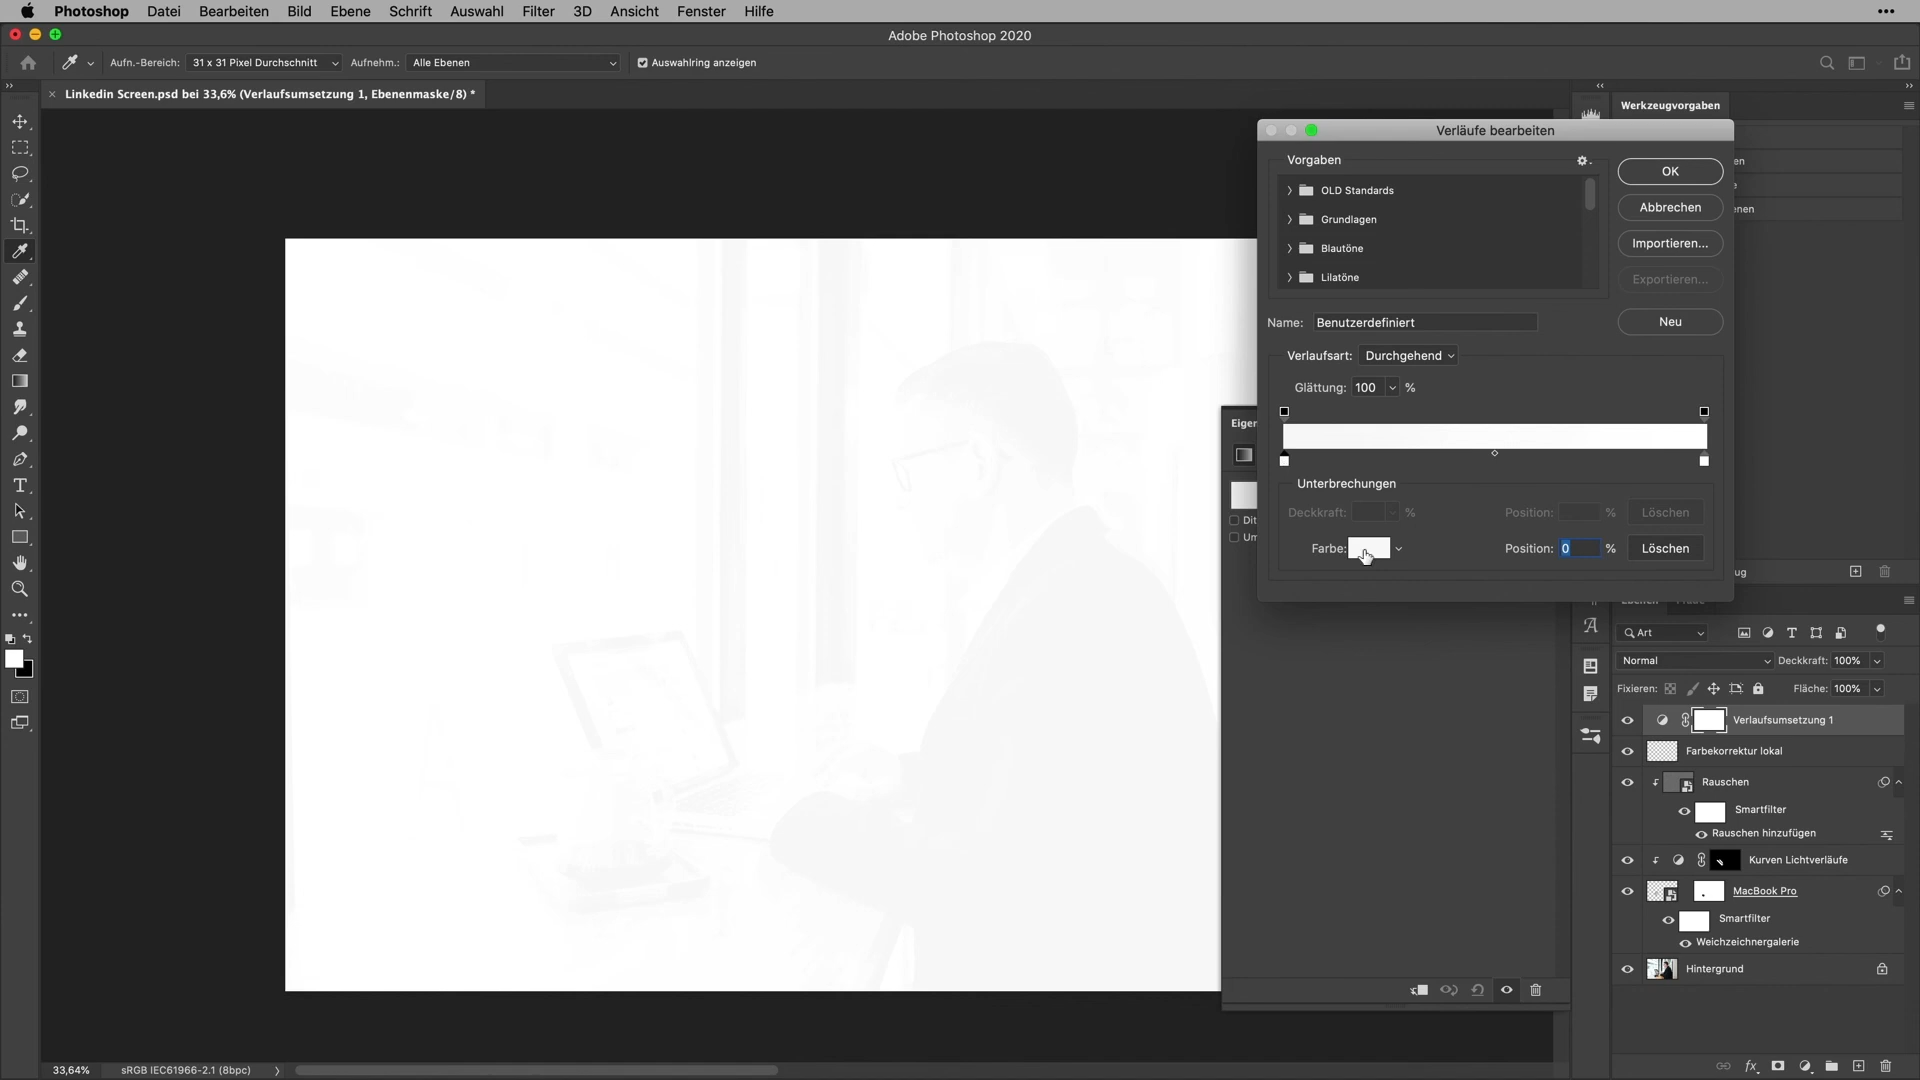 Photoshop Datei Bearbeiten Bild Ebene Schrift Auswahl Filter 3D Ansicht Fenster Hilfe
Adobe Photoshop 2020
Aufn.-Bereich: 31 x 31 Pixel Durchschnitt Aufnehm.: Alle Ebenen Auswahlring anzeigen
Linkedin Screen.psd bei 33,6% (Verlaufsumsetzung 1, Ebenenmaske/8) *
Werkzeugvorgaben
Verläufe bearbeiten
Vorgaben
OLD Standards
Grundlagen
Blautöne
Lilatöne
OK
Abbrechen
Importieren...
Exportieren...
Neu
Name: Benutzerdefiniert
Verlaufsart: Durchgehend
Glättung: 100 %
Unterbrechungen
Deckkraft: % Position: % Löschen
Farbe: Position: 0 % Löschen
Eigen
Dit
Um
en
e
enen
ug
Art
Normal Deckkraft: 100%
Fixieren: Fläche: 100%
Verlaufsumsetzung 1
Farbekorrektur lokal
Rauschen
Smartfilter
Rauschen hinzufügen
Kurven Lichtverläufe
MacBook Pro
Smartfilter
Weichzeichnergalerie
Hintergrund
33,64% sRGB IEC61966-2.1 (8bpc)